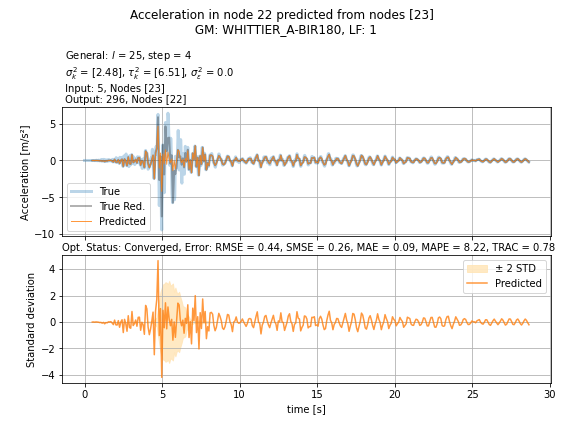 Acceleration in node 22 predicted from nodes [23]
GM: WHITTIER_A-BIR180, LF: 1
General: l = 25, step = 4
σ²ₖ = [2.48], τ²ₖ = [6.51], σ²ε = 0.0
Input: 5, Nodes [23]
Output: 296, Nodes [22]
Acceleration [m/s²]
5
0
−5
−10
True
True Red.
Predicted
Opt. Status: Converged, Error: RMSE = 0.44, SMSE = 0.26, MAE = 0.09, MAPE = 8.22, TRAC = 0.78
Standard deviation
4
2
0
−2
−4
± 2 STD
Predicted
0 5 10 15 20 25 30
time [s]